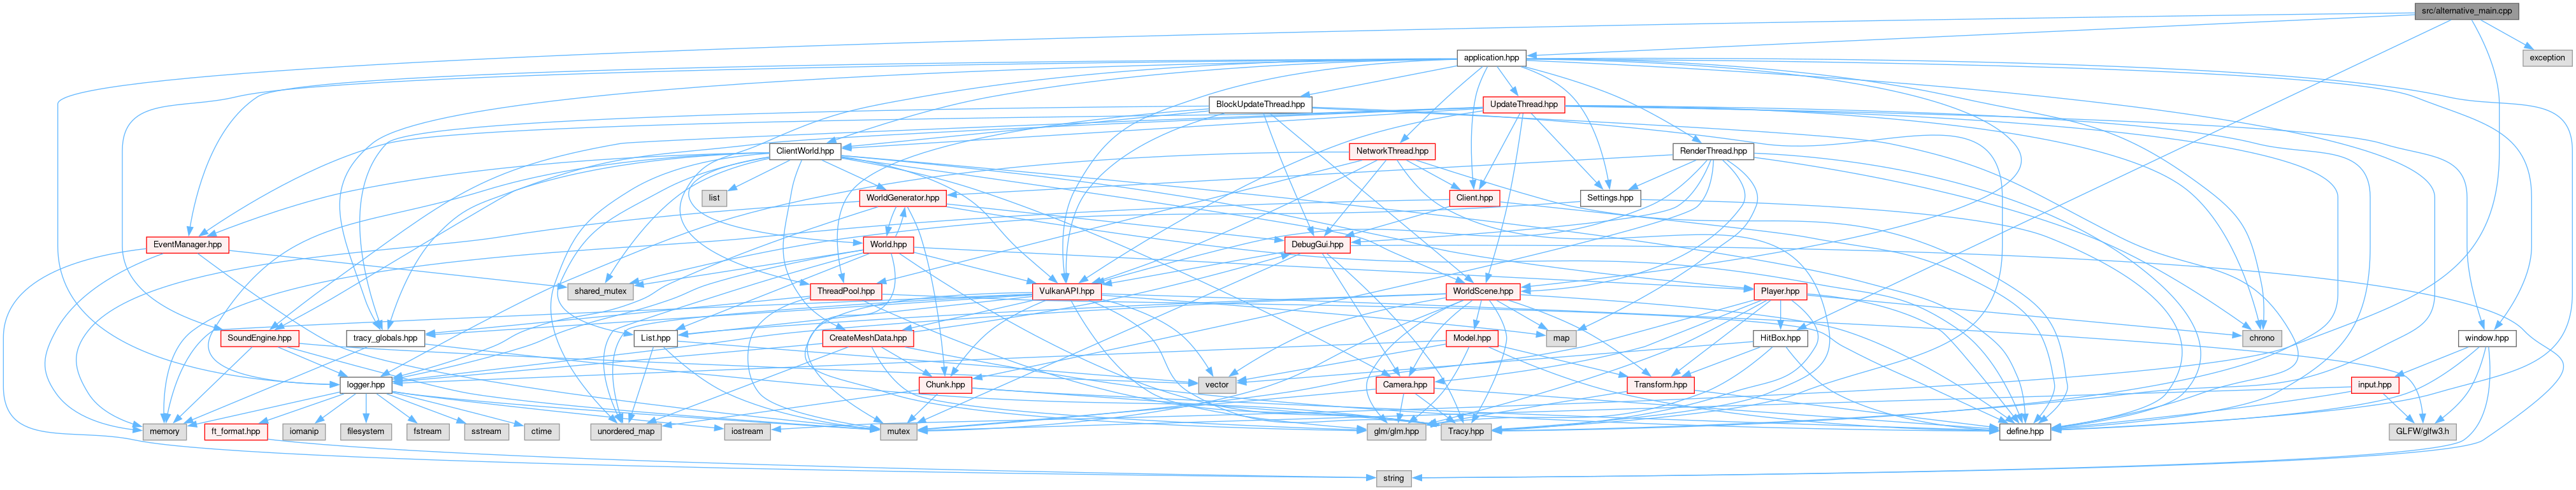 src/alternative_main.cpp
application.hpp
exception
BlockUpdateThread.hpp
UpdateThread.hpp
ClientWorld.hpp
NetworkThread.hpp
RenderThread.hpp
list
WorldGenerator.hpp
Client.hpp
Settings.hpp
EventManager.hpp
World.hpp
DebugGui.hpp
shared_mutex
ThreadPool.hpp
VulkanAPI.hpp
WorldScene.hpp
Player.hpp
SoundEngine.hpp
tracy_globals.hpp
List.hpp
CreateMeshData.hpp
map
Model.hpp
HitBox.hpp
chrono
window.hpp
logger.hpp
Chunk.hpp
vector
Camera.hpp
Transform.hpp
input.hpp
memory
ft_format.hpp
iomanip
filesystem
fstream
sstream
ctime
unordered_map
iostream
mutex
glm/glm.hpp
Tracy.hpp
define.hpp
GLFW/glfw3.h
string